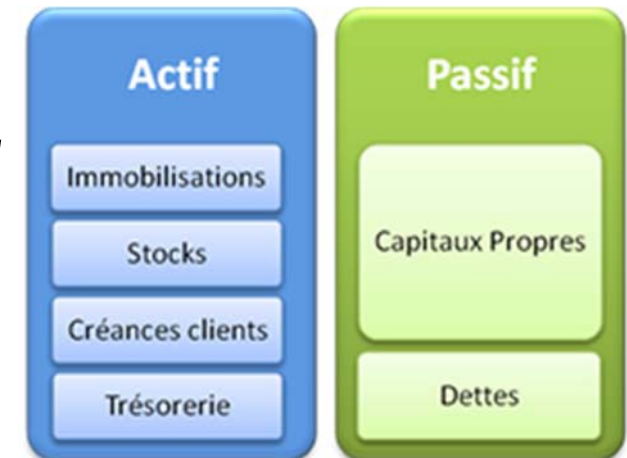 Actif
Immobilisations
Stocks
Créances clients
Trésorerie
Passif
Capitaux Propres
Dettes